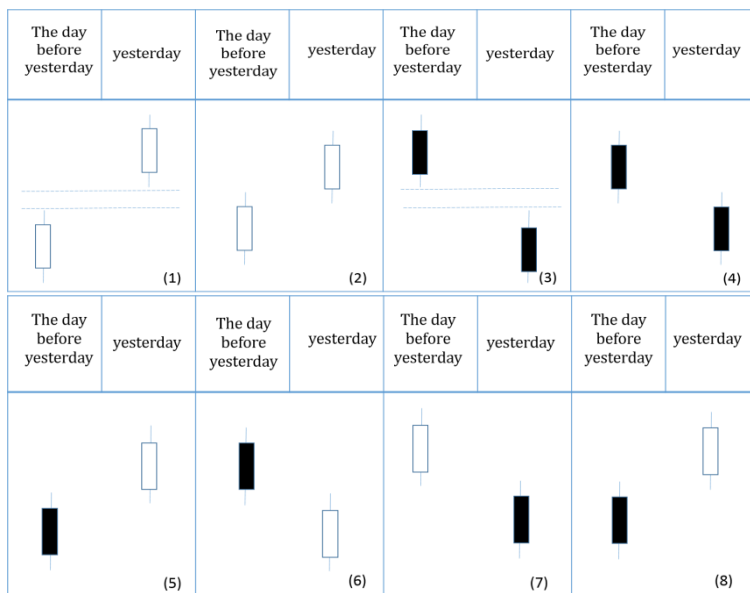 The day
before
yesterday
yesterday
The day
before
yesterday
yesterday
The day
before
yesterday
yesterday
The day
before
yesterday
yesterday
(1)
(2)
(3)
(4)
The day
before
yesterday
yesterday
The day
before
yesterday
yesterday
The day
before
yesterday
yesterday
The day
before
yesterday
yesterday
(5)
(6)
(7)
(8)